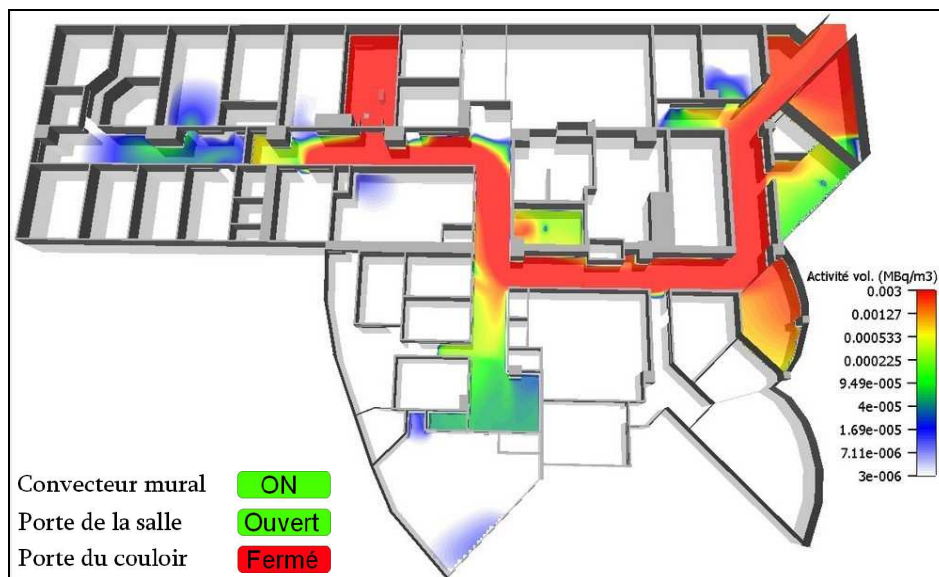 Activité vol. (MBq/m3)
0.003
0.00127
0.000533
0.000225
9.49e-005
4e-005
1.69e-005
7.11e-006
3e-006
Convecteur mural ON
Porte de la salle Ouvert
Porte du couloir Fermé